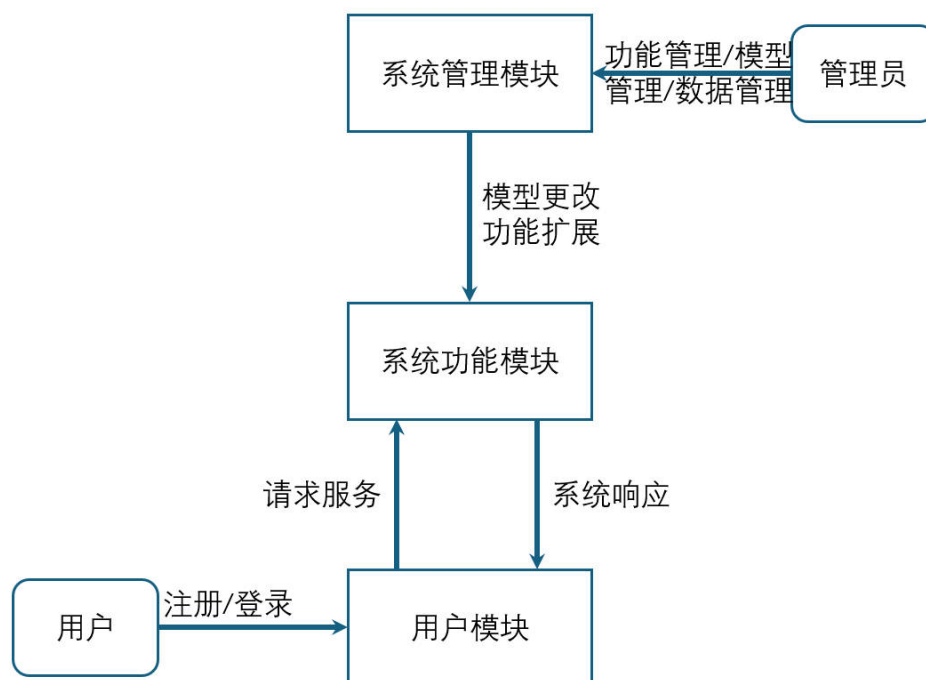 系统管理模块
功能管理/模型
管理/数据管理
管理员
模型更改
功能扩展
系统功能模块
请求服务
系统响应
用户
注册/登录
用户模块